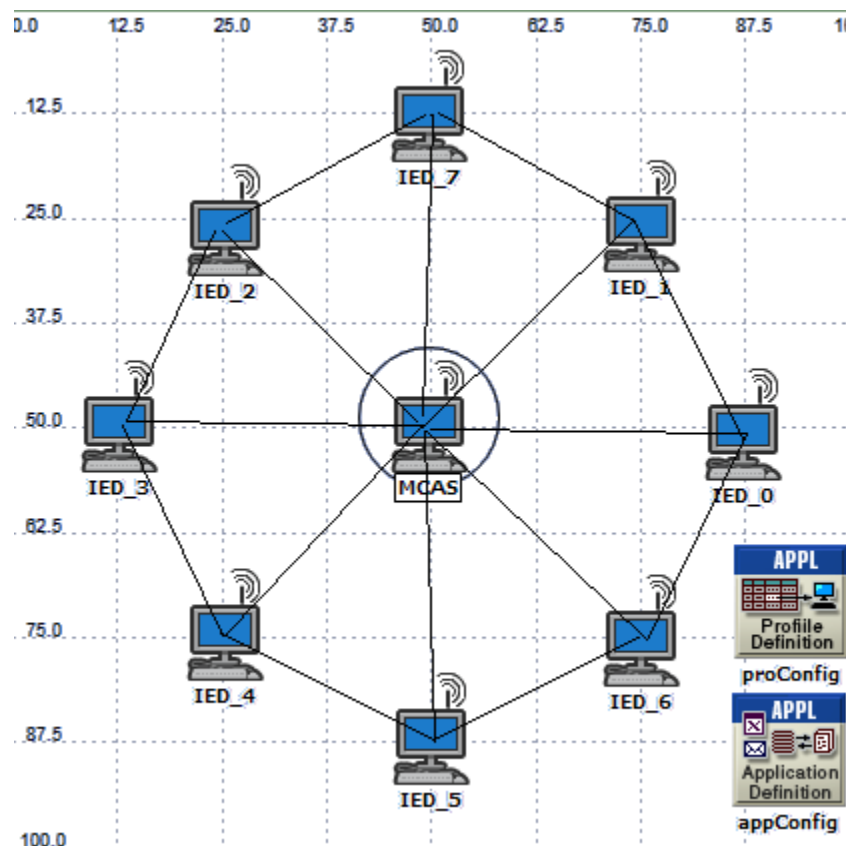 0.0 12.5 25.0 37.5 50.0 62.5 75.0 87.5 10
12.5
IED_7
25.0
IED_2
IED_1
37.5
50.0
MCAS
IED_3
IED_0
62.5
APPL
Profiile
Definition
proConfig
75.0
IED_4
IED_6
APPL
87.5
Application
Definition
IED_5
appConfig
100.0